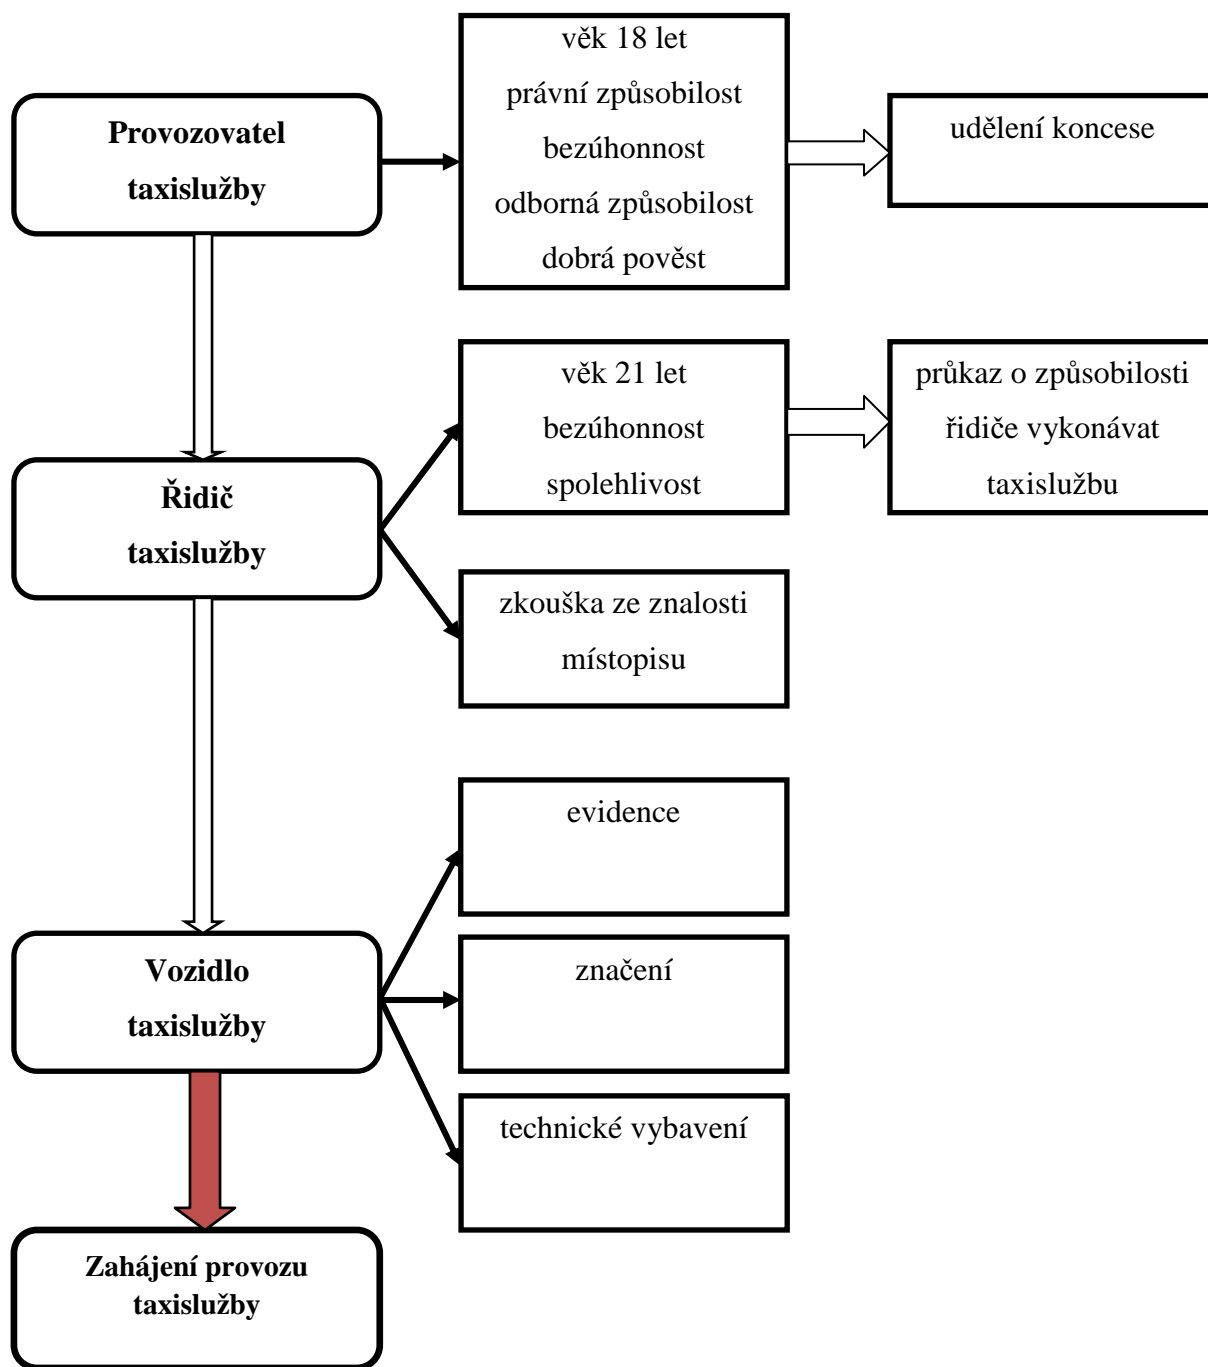 Provozovatel
taxislužby
věk 18 let
právní způsobilost
bezúhonnost
odborná způsobilost
dobrá pověst
udělení koncese
Řidič
taxislužby
věk 21 let
bezúhonnost
spolehlivost
průkaz o způsobilosti
řidiče vykonávat
taxislužbu
zkouška ze znalosti
místopisu
Vozidlo
taxislužby
evidence
značení
technické vybavení
Zahájení provozu
taxislužby